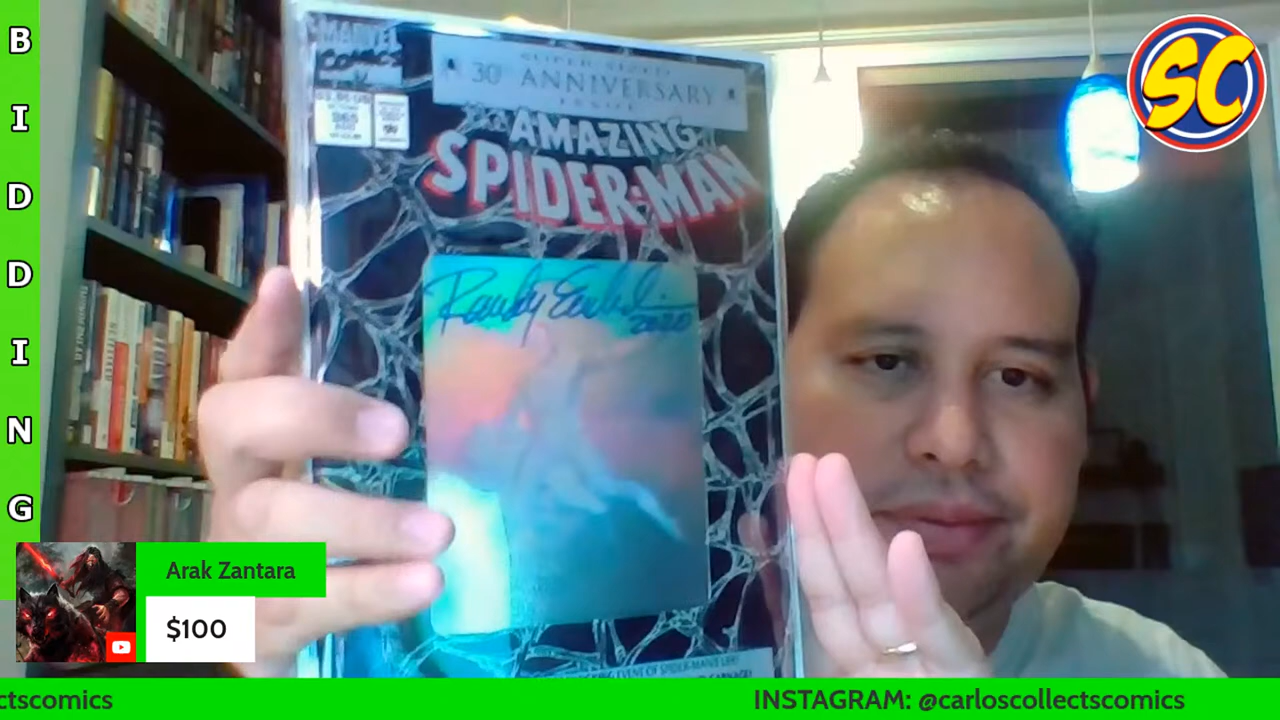 B
I
D
D
I
N
G
SC
MARVEL
COMICS
30TH ANNIVERSARY
365
AMAZING
SPIDER-MAN
Randy Emberlin
2020
Arak Zantara
$100
ctscomics
INSTAGRAM: @carloscollectscomics